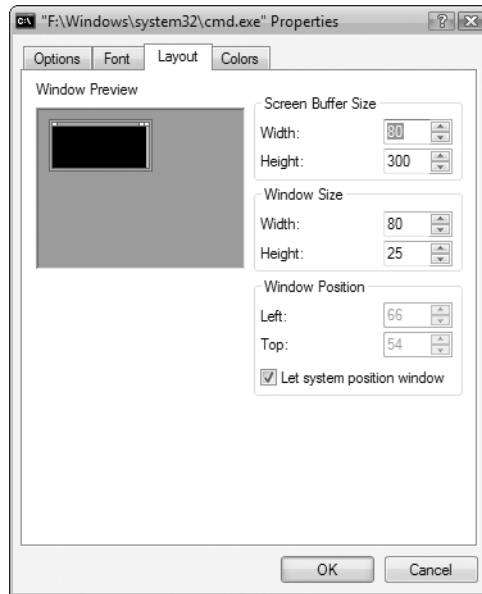 "F:\Windows\system32\cmd.exe" Properties
Options Font Layout Colors
Window Preview
Screen Buffer Size
Width: 80
Height: 300
Window Size
Width: 80
Height: 25
Window Position
Left: 66
Top: 54
Let system position window
OK Cancel